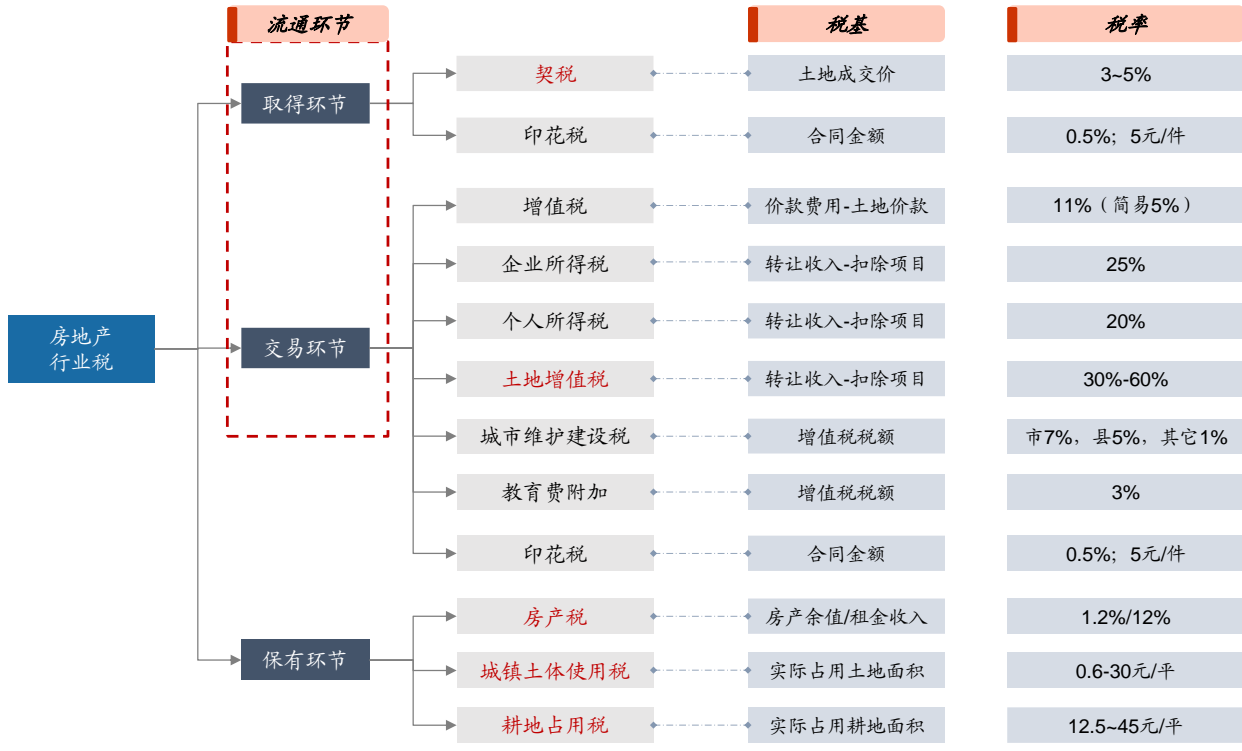 流通环节
税基
税率
房地产
行业税
取得环节
契税
土地成交价
3~5%
印花税
合同金额
0.5%；5元/件
交易环节
增值税
价款费用-土地价款
11%（简易5%）
企业所得税
转让收入-扣除项目
25%
个人所得税
转让收入-扣除项目
20%
土地增值税
转让收入-扣除项目
30%-60%
城市维护建设税
增值税税额
市7%，县5%，其它1%
教育费附加
增值税税额
3%
印花税
合同金额
0.5%；5元/件
保有环节
房产税
房产余值/租金收入
1.2%/12%
城镇土体使用税
实际占用土地面积
0.6-30元/平
耕地占用税
实际占用耕地面积
12.5~45元/平